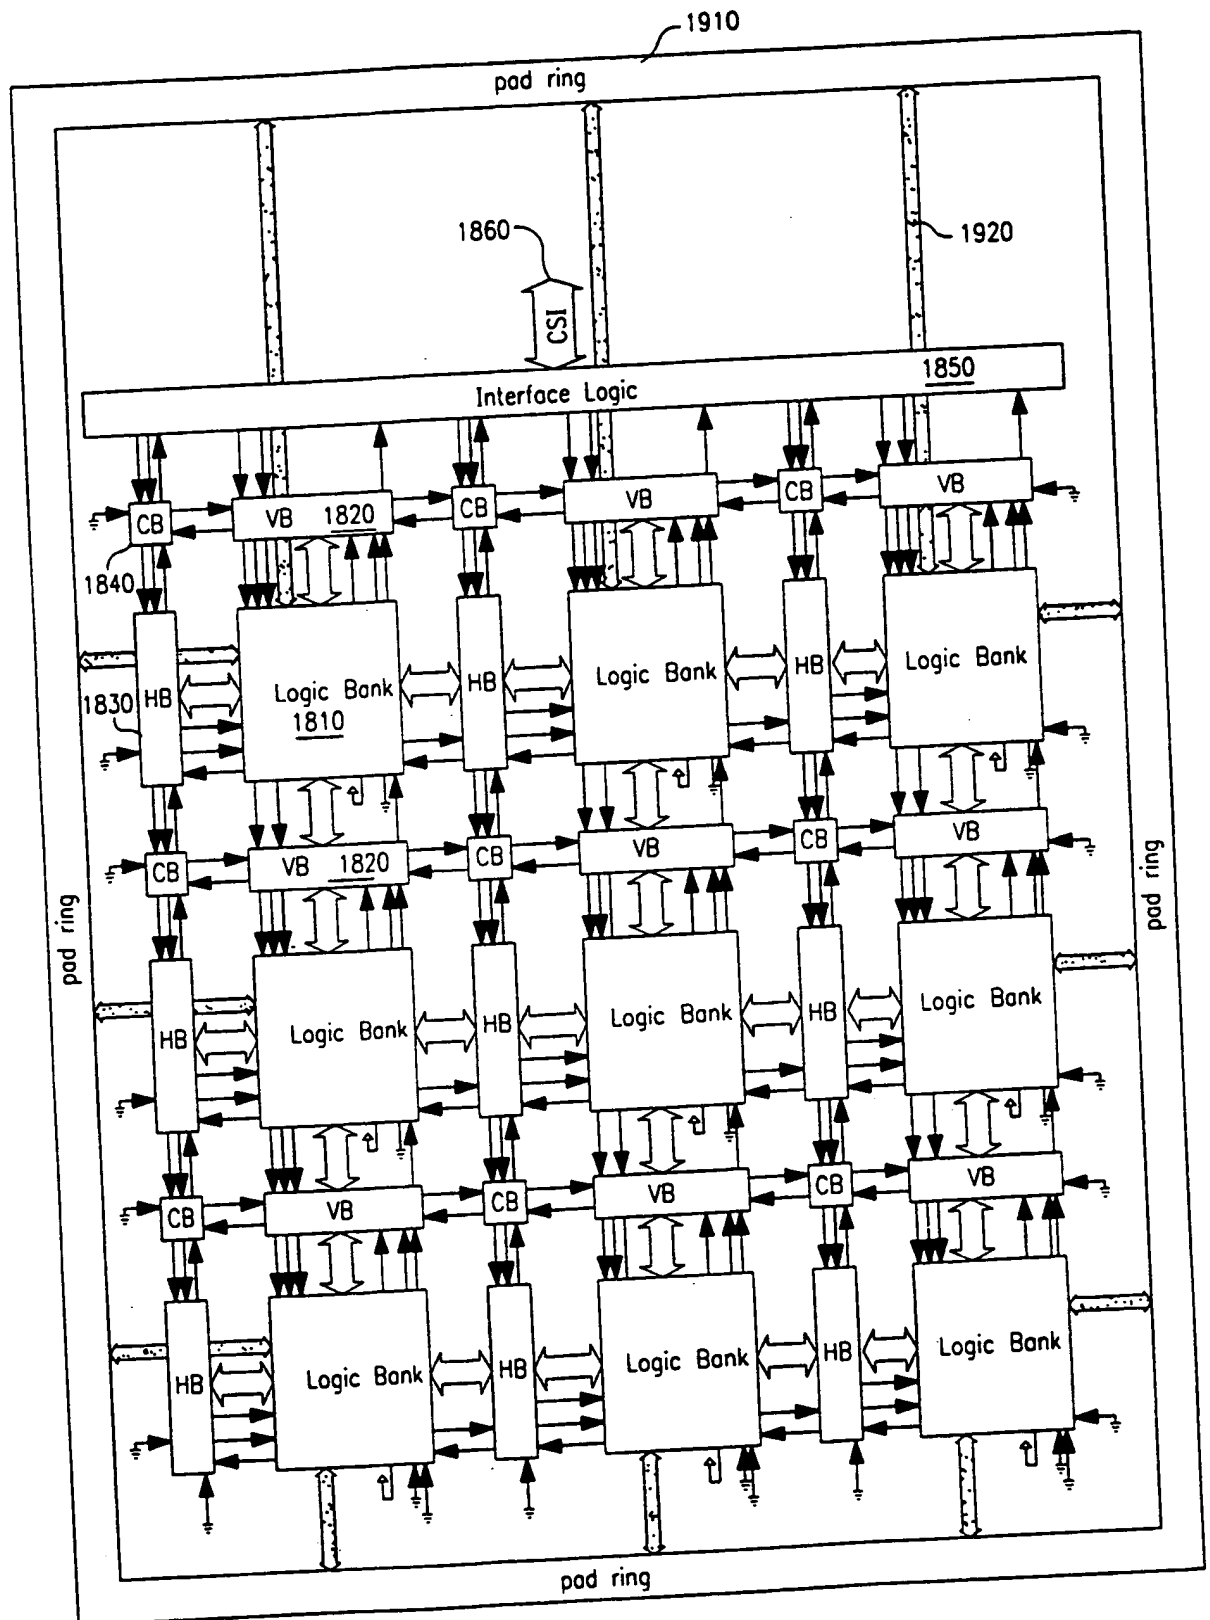 1910
pad ring
1860
1920
CSI
1850
Interface Logic
CB
VB 1820
CB
VB
CB
VB
1840
HB
Logic Bank
1810
HB
Logic Bank
HB
Logic Bank
1830
CB
VB 1820
CB
VB
CB
VB
pad ring
pad ring
HB
Logic Bank
HB
Logic Bank
HB
Logic Bank
CB
VB
CB
VB
CB
VB
HB
Logic Bank
HB
Logic Bank
HB
Logic Bank
pad ring